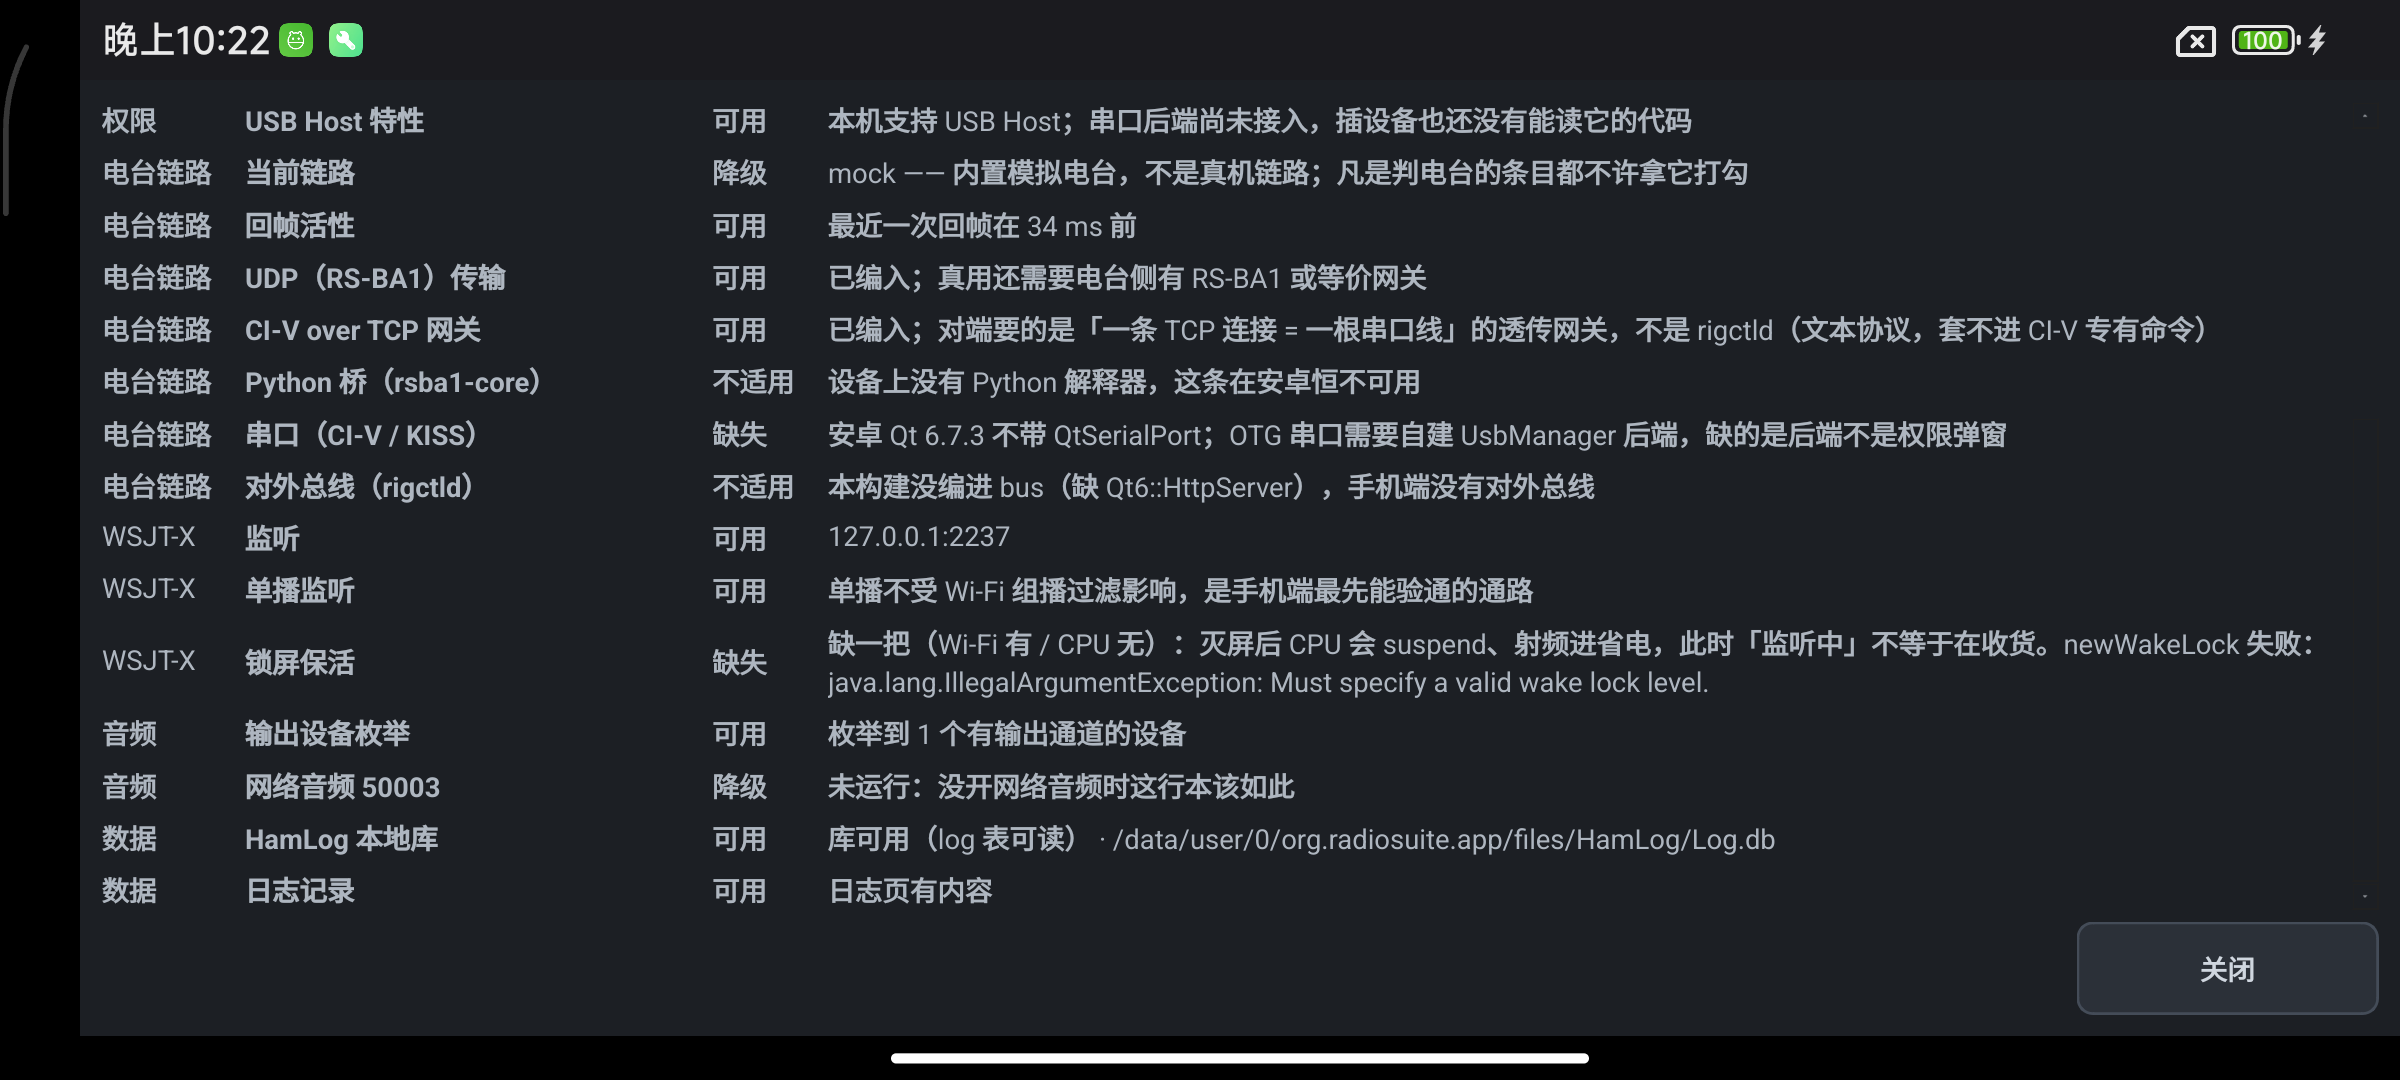 晚上10:22
100
权限 USB Host 特性 可用 本机支持 USB Host；串口后端尚未接入，插设备也还没有能读它的代码
电台链路 当前链路 降级 mock —— 内置模拟电台，不是真机链路；凡是判电台的条目都不许拿它打勾
电台链路 回帧活性 可用 最近一次回帧在 34 ms 前
电台链路 UDP（RS-BA1）传输 可用 已编入；真用还需要电台侧有 RS-BA1 或等价网关
电台链路 CI-V over TCP 网关 可用 已编入；对端要的是「一条 TCP 连接 = 一根串口线」的透传网关，不是 rigctld（文本协议，套不进 CI-V 专有命令）
电台链路 Python 桥（rsba1-core） 不适用 设备上没有 Python 解释器，这条在安卓恒不可用
电台链路 串口（CI-V / KISS） 缺失 安卓 Qt 6.7.3 不带 QtSerialPort；OTG 串口需要自建 UsbManager 后端，缺的是后端不是权限弹窗
电台链路 对外总线（rigctld） 不适用 本构建没编进 bus（缺 Qt6::HttpServer），手机端没有对外总线
WSJT-X 监听 可用 127.0.0.1:2237
WSJT-X 单播监听 可用 单播不受 Wi-Fi 组播过滤影响，是手机端最先能验通的通路
WSJT-X 锁屏保活 缺失 缺一把（Wi-Fi 有 / CPU 无）：灭屏后 CPU 会 suspend、射频进省电，此时「监听中」不等于在收货。newWakeLock 失败：
java.lang.IllegalArgumentException: Must specify a valid wake lock level.
音频 输出设备枚举 可用 枚举到 1 个有输出通道的设备
音频 网络音频 50003 降级 未运行：没开网络音频时这行本该如此
数据 HamLog 本地库 可用 库可用（log 表可读） · /data/user/0/org.radiosuite.app/files/HamLog/Log.db
数据 日志记录 可用 日志页有内容
关闭